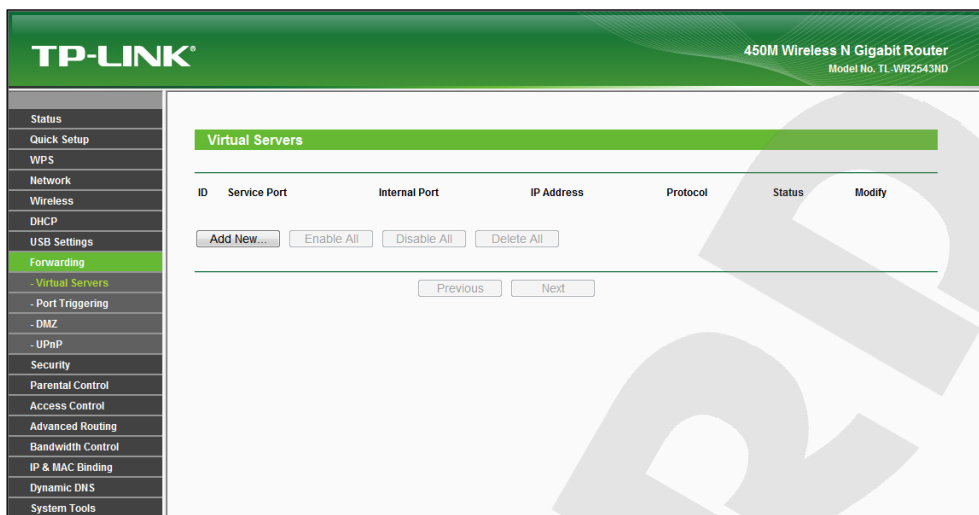 TP-LINK®
450M Wireless N Gigabit Router
Model No. TL-WR2543ND
Status
Quick Setup
WPS
Network
Wireless
DHCP
USB Settings
Forwarding
- Virtual Servers
- Port Triggering
- DMZ
- UPnP
Security
Parental Control
Access Control
Advanced Routing
Bandwidth Control
IP & MAC Binding
Dynamic DNS
System Tools
Virtual Servers
ID Service Port Internal Port IP Address Protocol Status Modify
Add New... Enable All Disable All Delete All
Previous Next